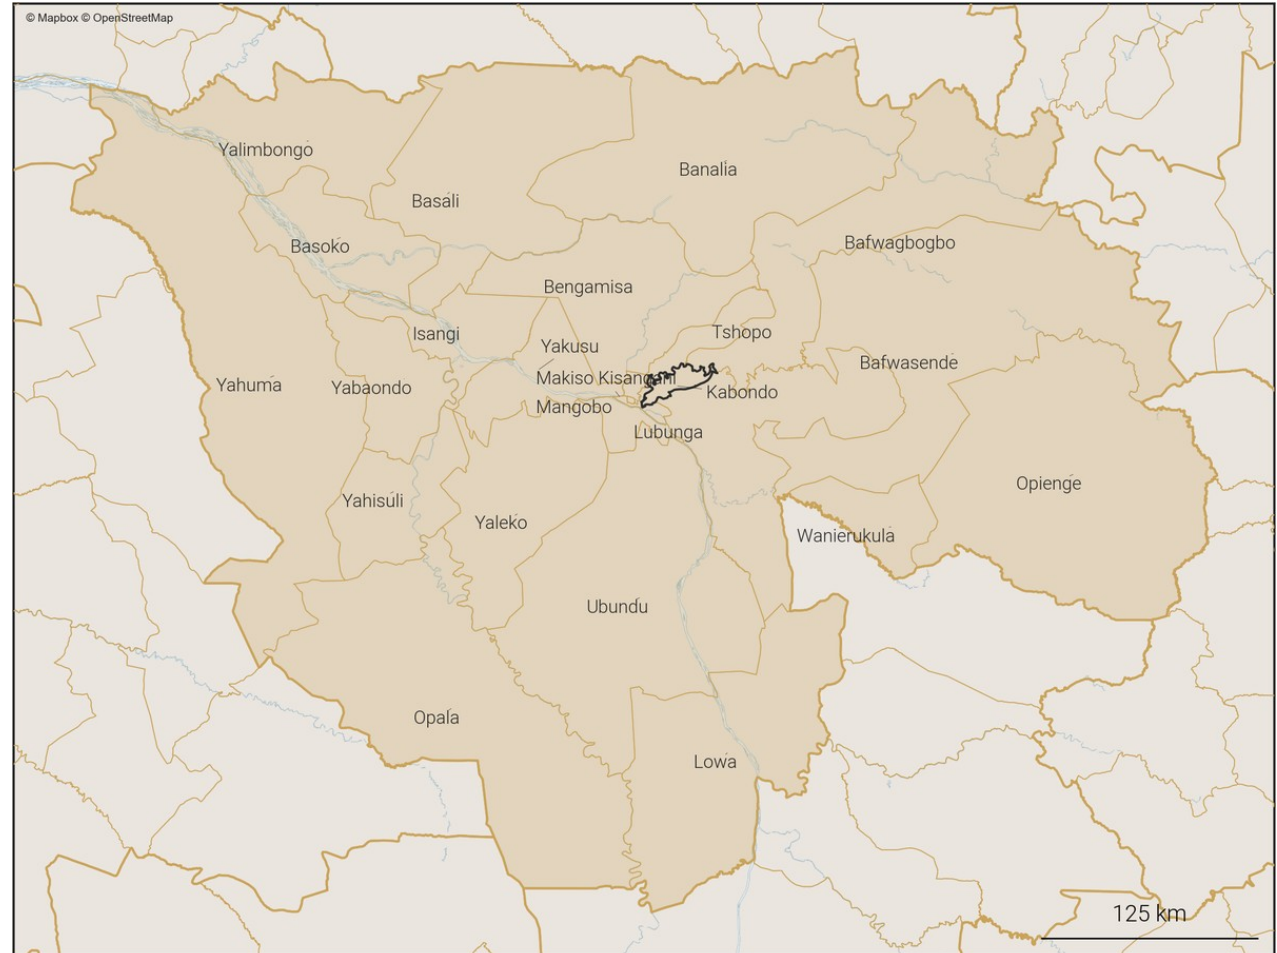 © Mapbox © OpenStreetMap
Yalimbongo
Banalia
Basali
Basoko
Bafwagbogbo
Bengamisa
Isangi
Tshopo
Yakusu
Bafwasende
Makiso Kisangani
Yahuma
Yabaondo
Kabondo
Mangobo
Lubunga
Opienge
Yahisuli
Yaleko
Wanierukula
Ubundu
Opala
Lowa
125 km